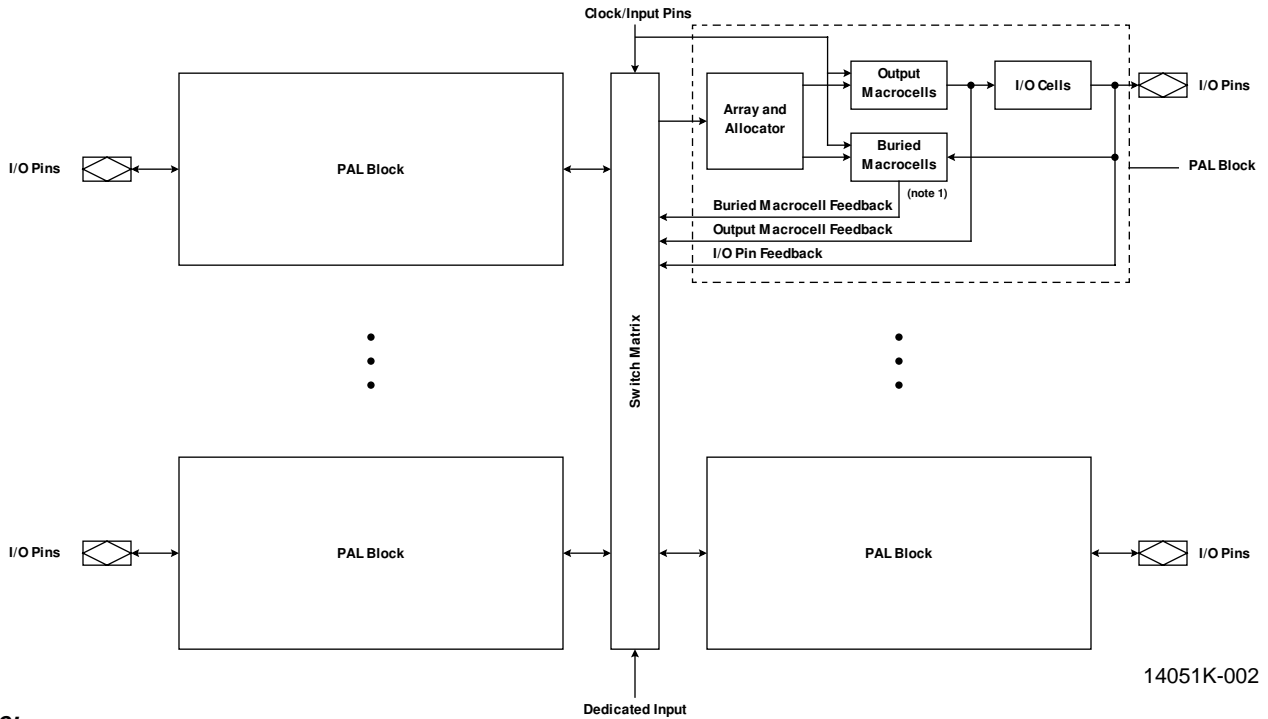 Clock/Input Pins
Output
Macrocells
I/O Cells
I/O Pins
Array and
Allocator
Buried
Macrocells
I/O Pins
PAL Block
PAL Block
(note 1)
Buried Macrocell Feedback
Output Macrocell Feedback
I/O Pin Feedback
Switch Matrix
I/O Pins
PAL Block
PAL Block
I/O Pins
14051K-002
Dedicated Input